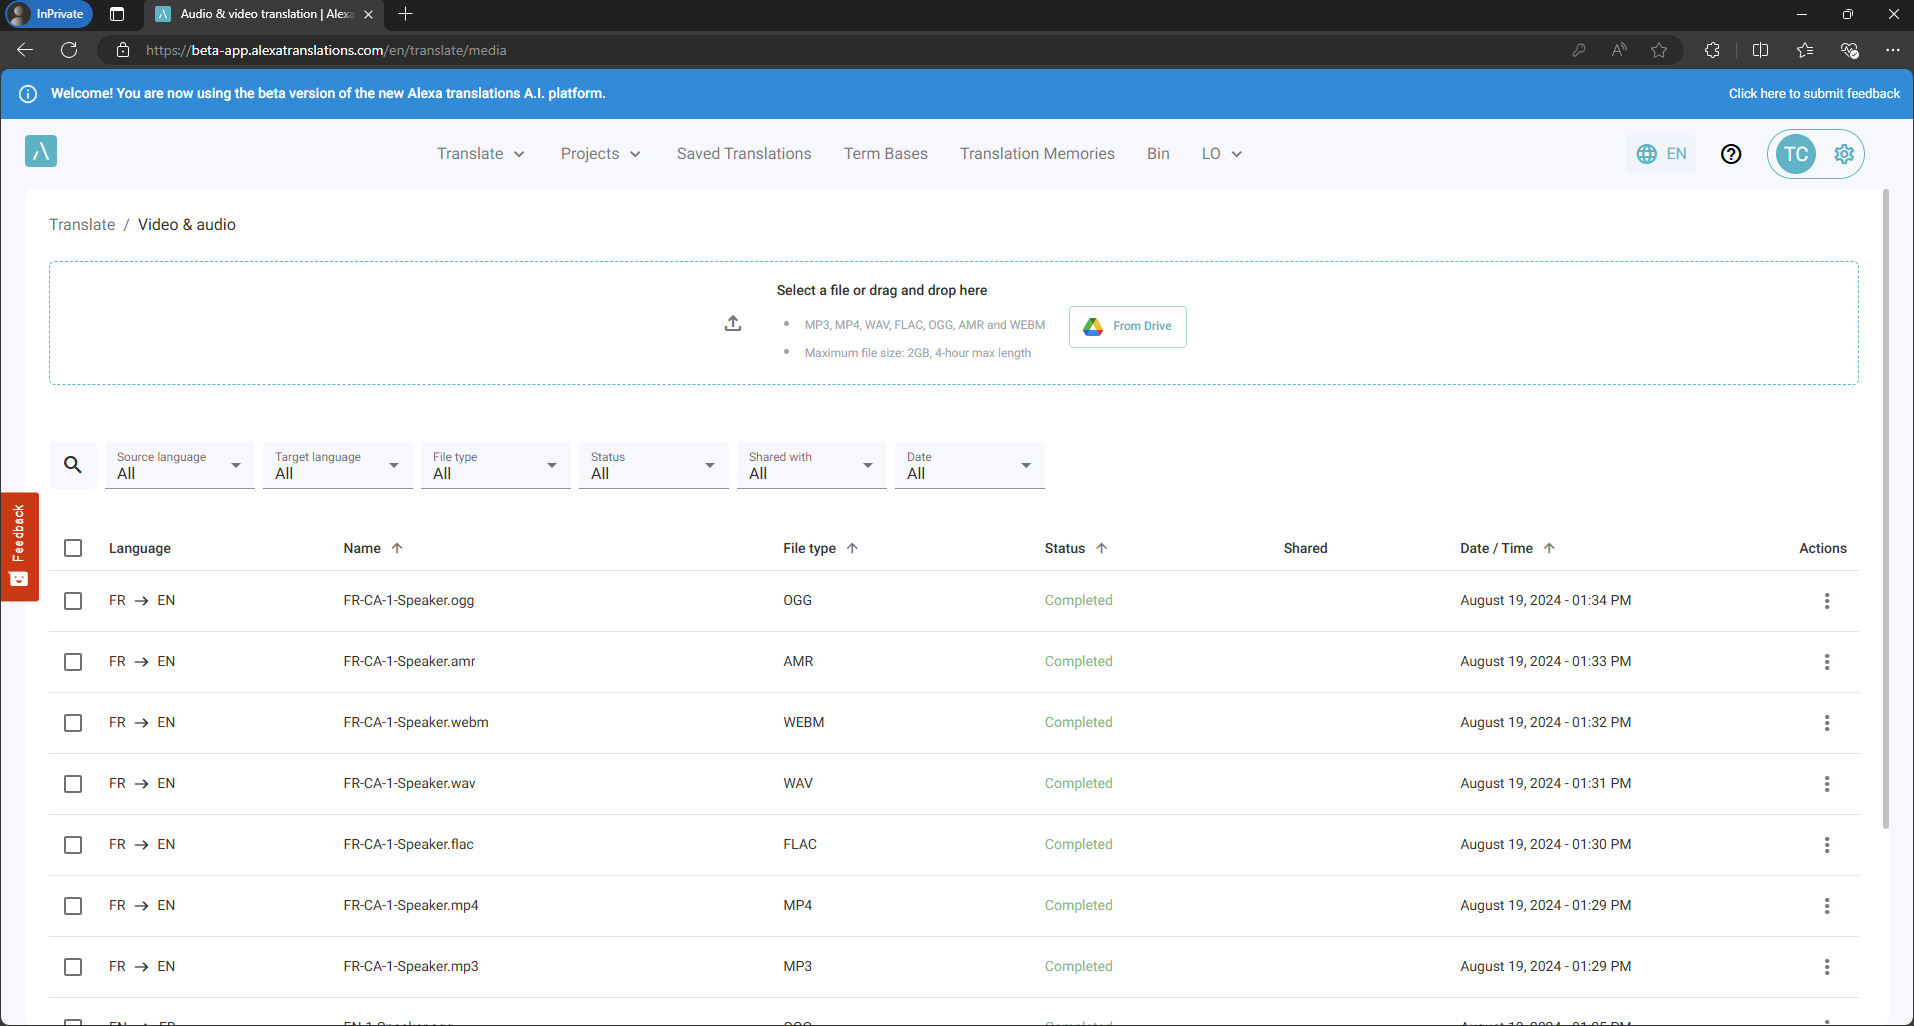 InPrivate
Audio & video translation | Alexa
https://beta-app.alexatranslations.com/en/translate/media
Welcome! You are now using the beta version of the new Alexa translations A.I. platform.
Click here to submit feedback
Translate
Projects
Saved Translations
Term Bases
Translation Memories
Bin
LO
EN
TC
Translate / Video & audio
Select a file or drag and drop here
MP3, MP4, WAV, FLAC, OGG, AMR and WEBM
Maximum file size: 2GB, 4-hour max length
From Drive
Source language
All
Target language
All
File type
All
Status
All
Shared with
All
Date
All
Feedback
Language Name File type Status Shared Date / Time Actions
FR → EN FR-CA-1-Speaker.ogg OGG Completed August 19, 2024 - 01:34 PM
FR → EN FR-CA-1-Speaker.amr AMR Completed August 19, 2024 - 01:33 PM
FR → EN FR-CA-1-Speaker.webm WEBM Completed August 19, 2024 - 01:32 PM
FR → EN FR-CA-1-Speaker.wav WAV Completed August 19, 2024 - 01:31 PM
FR → EN FR-CA-1-Speaker.flac FLAC Completed August 19, 2024 - 01:30 PM
FR → EN FR-CA-1-Speaker.mp4 MP4 Completed August 19, 2024 - 01:29 PM
FR → EN FR-CA-1-Speaker.mp3 MP3 Completed August 19, 2024 - 01:29 PM